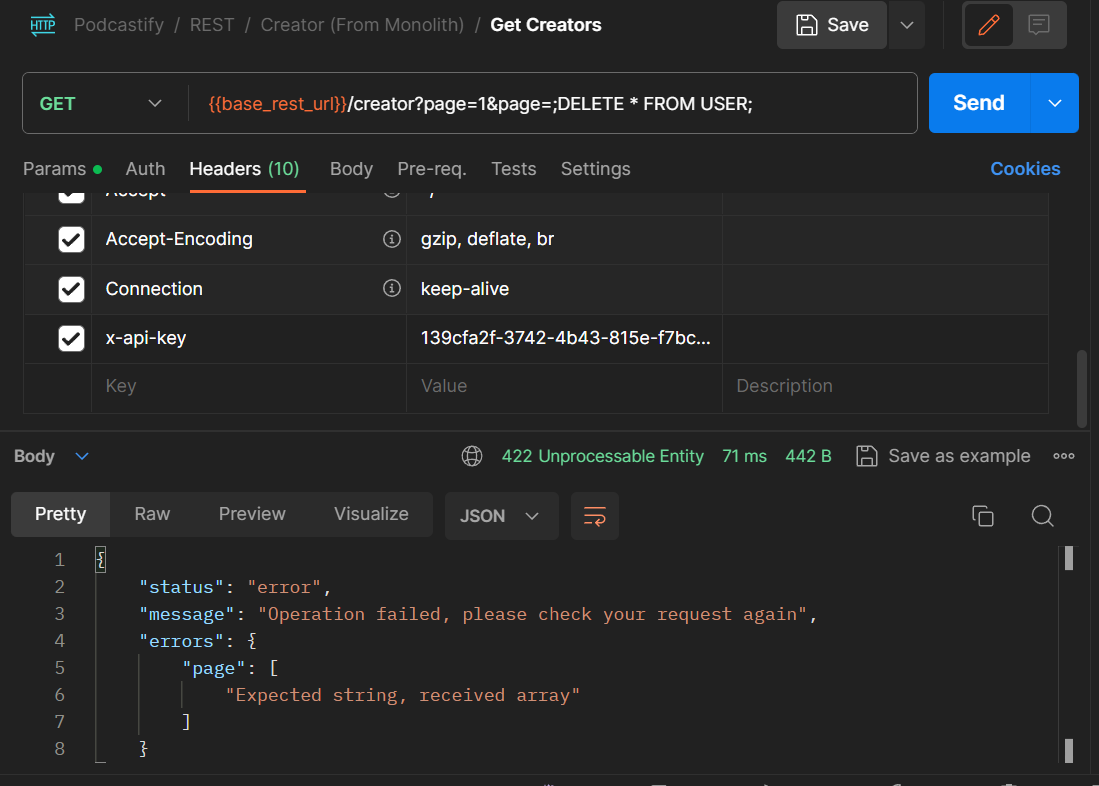 HTTP Podcastify / REST / Creator (From Monolith) / Get Creators Save
GET {{base_rest_url}}/creator?page=1&page=;DELETE * FROM USER; Send
Params Auth Headers (10) Body Pre-req. Tests Settings Cookies
Accept
Accept-Encoding gzip, deflate, br
Connection keep-alive
x-api-key 139cfa2f-3742-4b43-815e-f7bc...
Key Value Description
Body 422 Unprocessable Entity 71 ms 442 B Save as example
Pretty Raw Preview Visualize JSON
1 {
2 "status": "error",
3 "message": "Operation failed, please check your request again",
4 "errors": {
5 "page": [
6 "Expected string, received array"
7 ]
8 }